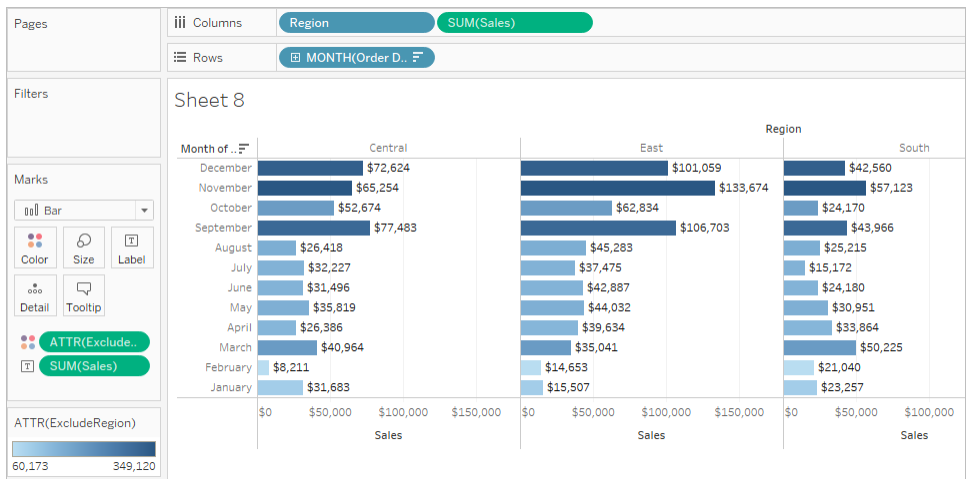 Pages
Columns
Region
SUM(Sales)
Rows
MONTH(Order D..
Filters
Marks
Bar
Color
Size
Label
Detail
Tooltip
ATTR(Exclude..
SUM(Sales)
ATTR(ExcludeRegion)
60,173 349,120
Sheet 8
Region
Month of .. Central East South
December $72,624 $101,059 $42,560
November $65,254 $133,674 $57,123
October $52,674 $62,834 $24,170
September $77,483 $106,703 $43,966
August $26,418 $45,283 $25,215
July $32,227 $37,475 $15,172
June $31,496 $42,887 $24,180
May $35,819 $44,032 $30,951
April $26,386 $39,634 $33,864
March $40,964 $35,041 $50,225
February $8,211 $14,653 $21,040
January $31,683 $15,507 $23,257
$0 $50,000 $100,000 $150,000 $0 $50,000 $100,000 $150,000 $0 $50,000 $100,000
Sales Sales Sales